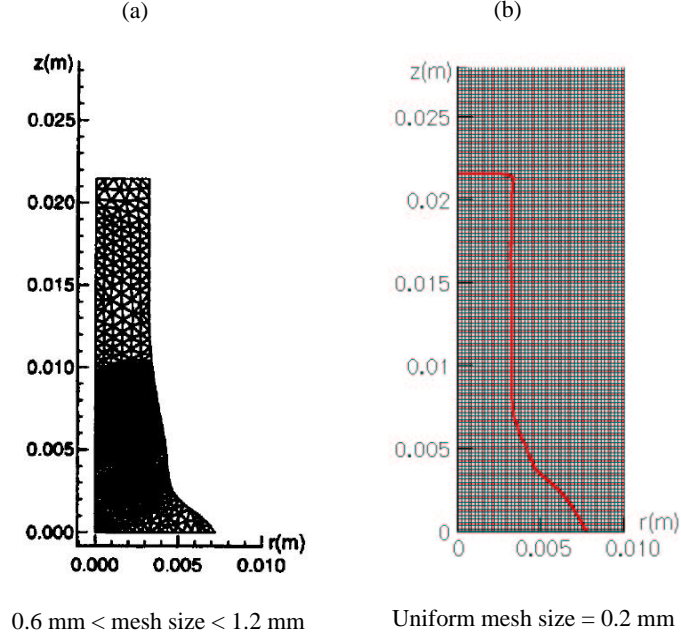 (a)
(b)
z(m)
0.025
0.020
0.015
0.010
0.005
0.000
r(m)
0.000 0.005 0.010
z(m)
0.025
0.02
0.015
0.01
0.005
0
r(m)
0 0.005 0.010
0.6 mm < mesh size < 1.2 mm
Uniform mesh size = 0.2 mm